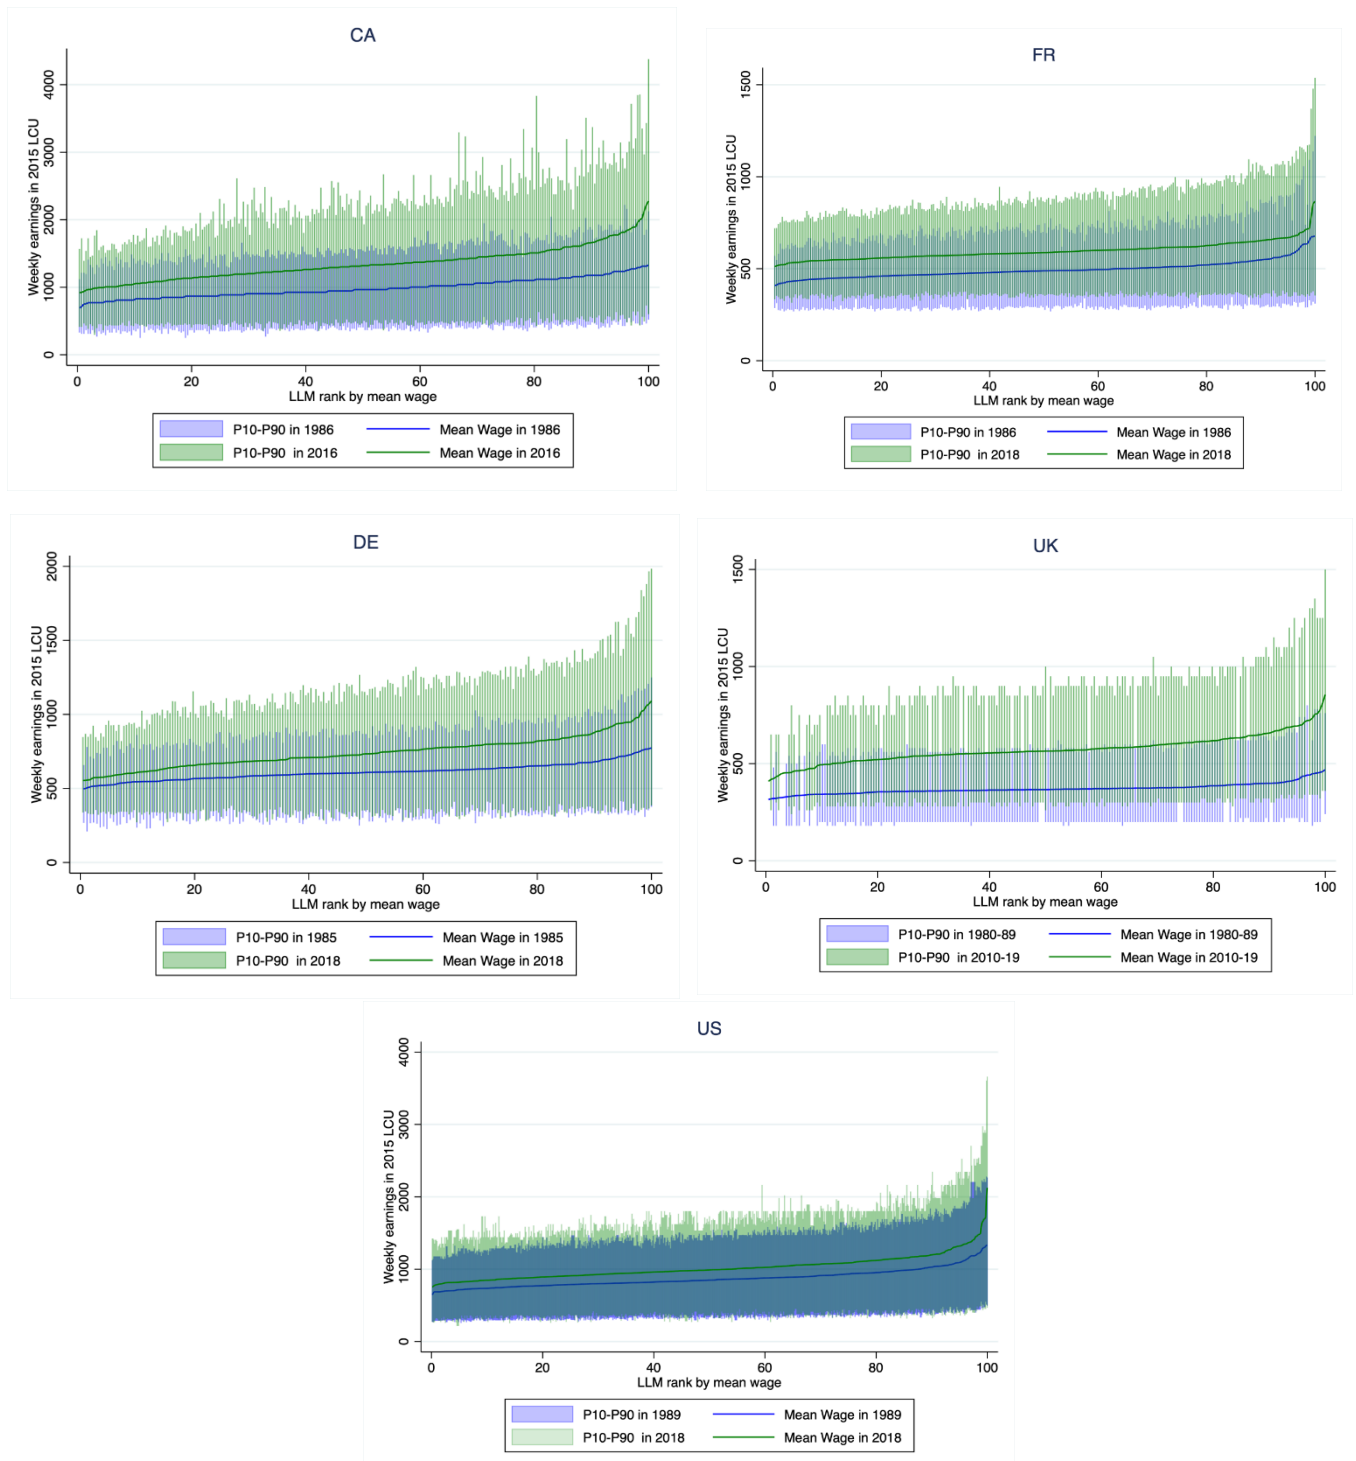 CA
Weekly earnings in 2015 LCU
4000
3000
2000
1000
0
0 20 40 60 80 100
LLM rank by mean wage
P10-P90 in 1986 Mean Wage in 1986
P10-P90 in 2016 Mean Wage in 2016
FR
Weekly earnings in 2015 LCU
1500
1000
500
0
0 20 40 60 80 100
LLM rank by mean wage
P10-P90 in 1986 Mean Wage in 1986
P10-P90 in 2018 Mean Wage in 2018
DE
Weekly earnings in 2015 LCU
2000
1500
1000
500
0
0 20 40 60 80 100
LLM rank by mean wage
P10-P90 in 1985 Mean Wage in 1985
P10-P90 in 2018 Mean Wage in 2018
UK
Weekly earnings in 2015 LCU
1500
1000
500
0
0 20 40 60 80 100
LLM rank by mean wage
P10-P90 in 1980-89 Mean Wage in 1980-89
P10-P90 in 2010-19 Mean Wage in 2010-19
US
Weekly earnings in 2015 LCU
4000
3000
2000
1000
0
0 20 40 60 80 100
LLM rank by mean wage
P10-P90 in 1989 Mean Wage in 1989
P10-P90 in 2018 Mean Wage in 2018